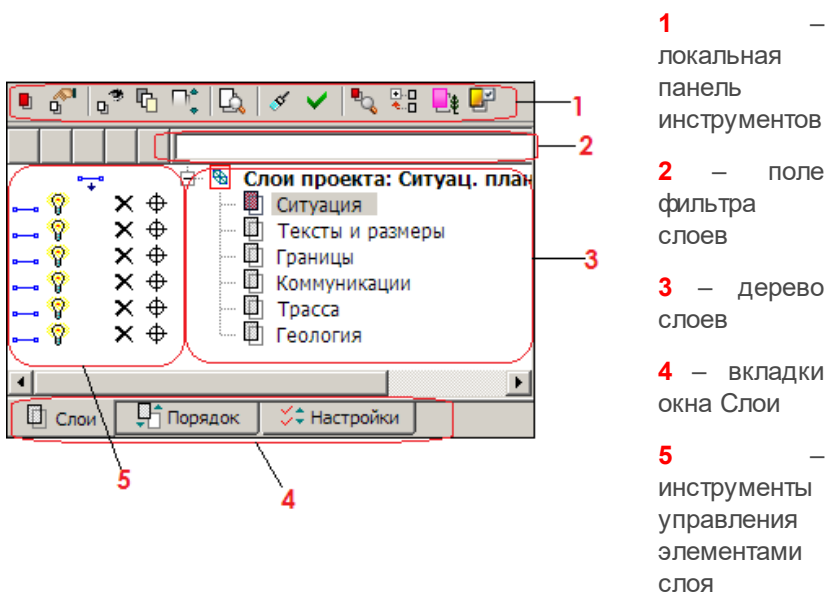 1
2
Слои проекта: Ситуац. план
Ситуация
Тексты и размеры
Границы
Коммуникации
Трасса
Геология
3
Слои
Порядок
Настройки
5
4
1 –
локальная
панель
инструментов
2 – поле
фильтра
слоев
3 – дерево
слоев
4 – вкладки
окна Слои
5 –
инструменты
управления
элементами
слоя